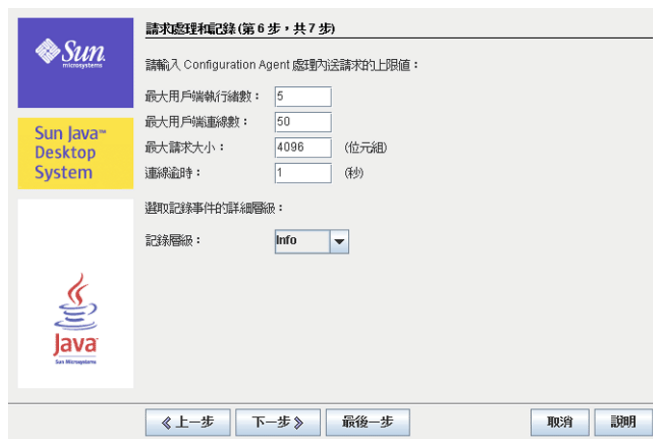 請求處理和記錄(第 6 步，共 7 步)
Sun
microsystems
請輸入 Configuration Agent 處理內送請求的上限值：
最大用戶端執行緒數： 5
最大用戶端連線數： 50
最大請求大小： 4096 (位元組)
連線逾時： 1 (秒)
Sun Java™
Desktop
System
選取記錄事件的詳細層級：
記錄層級： Info
Java
Sun Microsystems
《上一步
下一步 》
最後一步
取消
說明